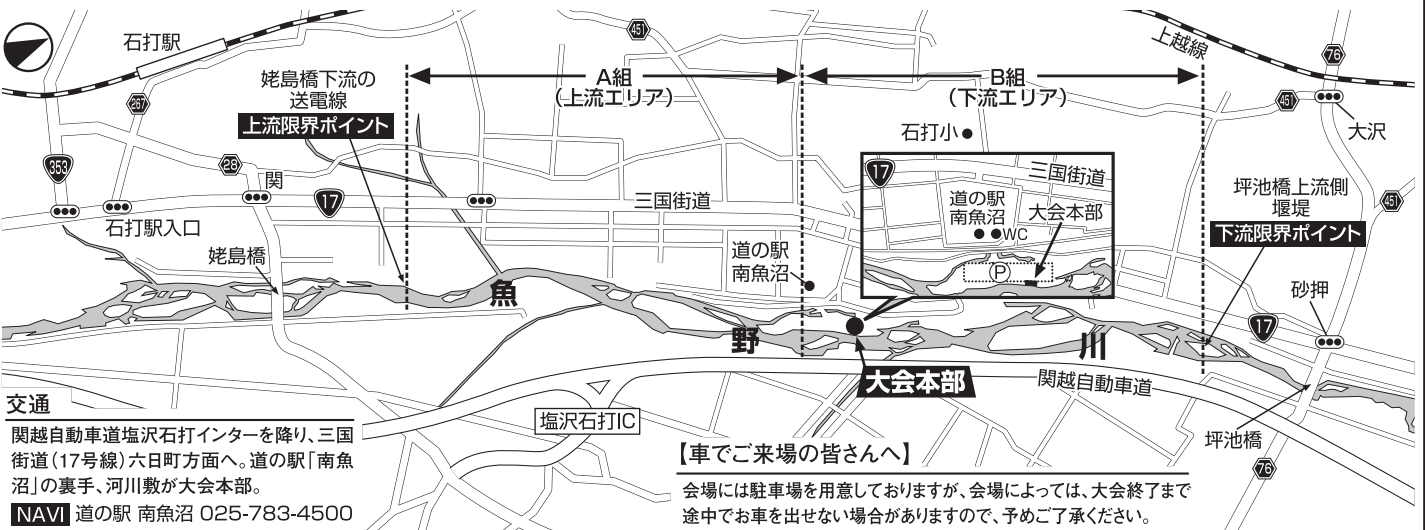 石打駅
451
上越線
76
姥島橋下流の
送電線
上流限界ポイント
A組
(上流エリア)
B組
(下流エリア)
267
451
大沢
石打小
353
28
関
17
三国街道
石打駅入口
17
三国街道
道の駅
南魚沼
WC
大会本部
P
坪池橋上流側
堰堤
下流限界ポイント
451
姥島橋
道の駅
南魚沼
魚
野
川
砂押
17
大会本部
関越自動車道
塩沢石打IC
坪池橋
76
交通
関越自動車道塩沢石打インターを降り、三国
街道(17号線)六日町方面へ。道の駅「南魚
沼」の裏手、河川敷が大会本部。
NAVI 道の駅 南魚沼 025-783-4500
【車でご来場の皆さんへ】
会場には駐車場を用意しておりますが、会場によっては、大会終了まで
途中でお車を出せない場合がありますので、予めご了承ください。